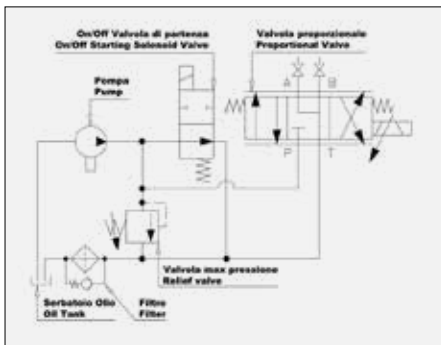 On/Off Valvola di partenza
On/Off Starting Solenoid Valve
Valvola proporzionale
Proportional Valve
Pompa
Pump
A
B
P
T
Valvola max pressione
Relief valve
Serbatoio Olio
Oil Tank
Filtro
Filter